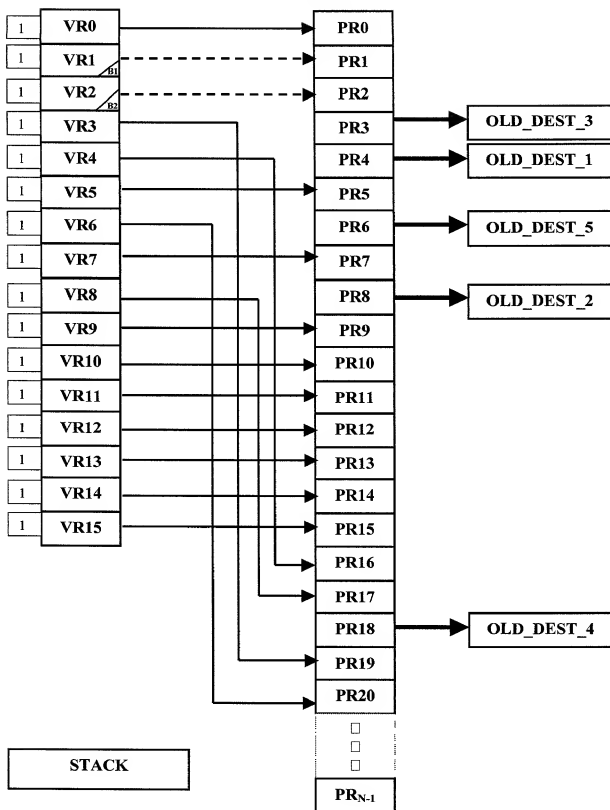 1 VR0 PR0
1 VR1 B1 PR1
1 VR2 B2 PR2
1 VR3 PR3 OLD_DEST_3
1 VR4 PR4 OLD_DEST_1
1 VR5 PR5
1 VR6 PR6 OLD_DEST_5
1 VR7 PR7
1 VR8 PR8 OLD_DEST_2
1 VR9 PR9
1 VR10 PR10
1 VR11 PR11
1 VR12 PR12
1 VR13 PR13
1 VR14 PR14
1 VR15 PR15
PR16
PR17
PR18 OLD_DEST_4
PR19
PR20
STACK
PRN-1